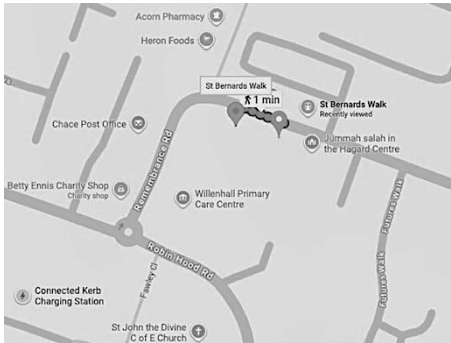 Acorn Pharmacy
Heron Foods
St Bernards Walk
1 min
St Bernards Walk
Recently viewed
Chace Post Office
Jummah salah in
the Hagard Centre
Remembrance Rd
Betty Ennis Charity Shop
Charity shop
Willenhall Primary
Care Centre
Futures Walk
Robin Hood Rd
Futures Walk
Fawley Cl
Connected Kerb
Charging Station
St John the Divine
C of E Church